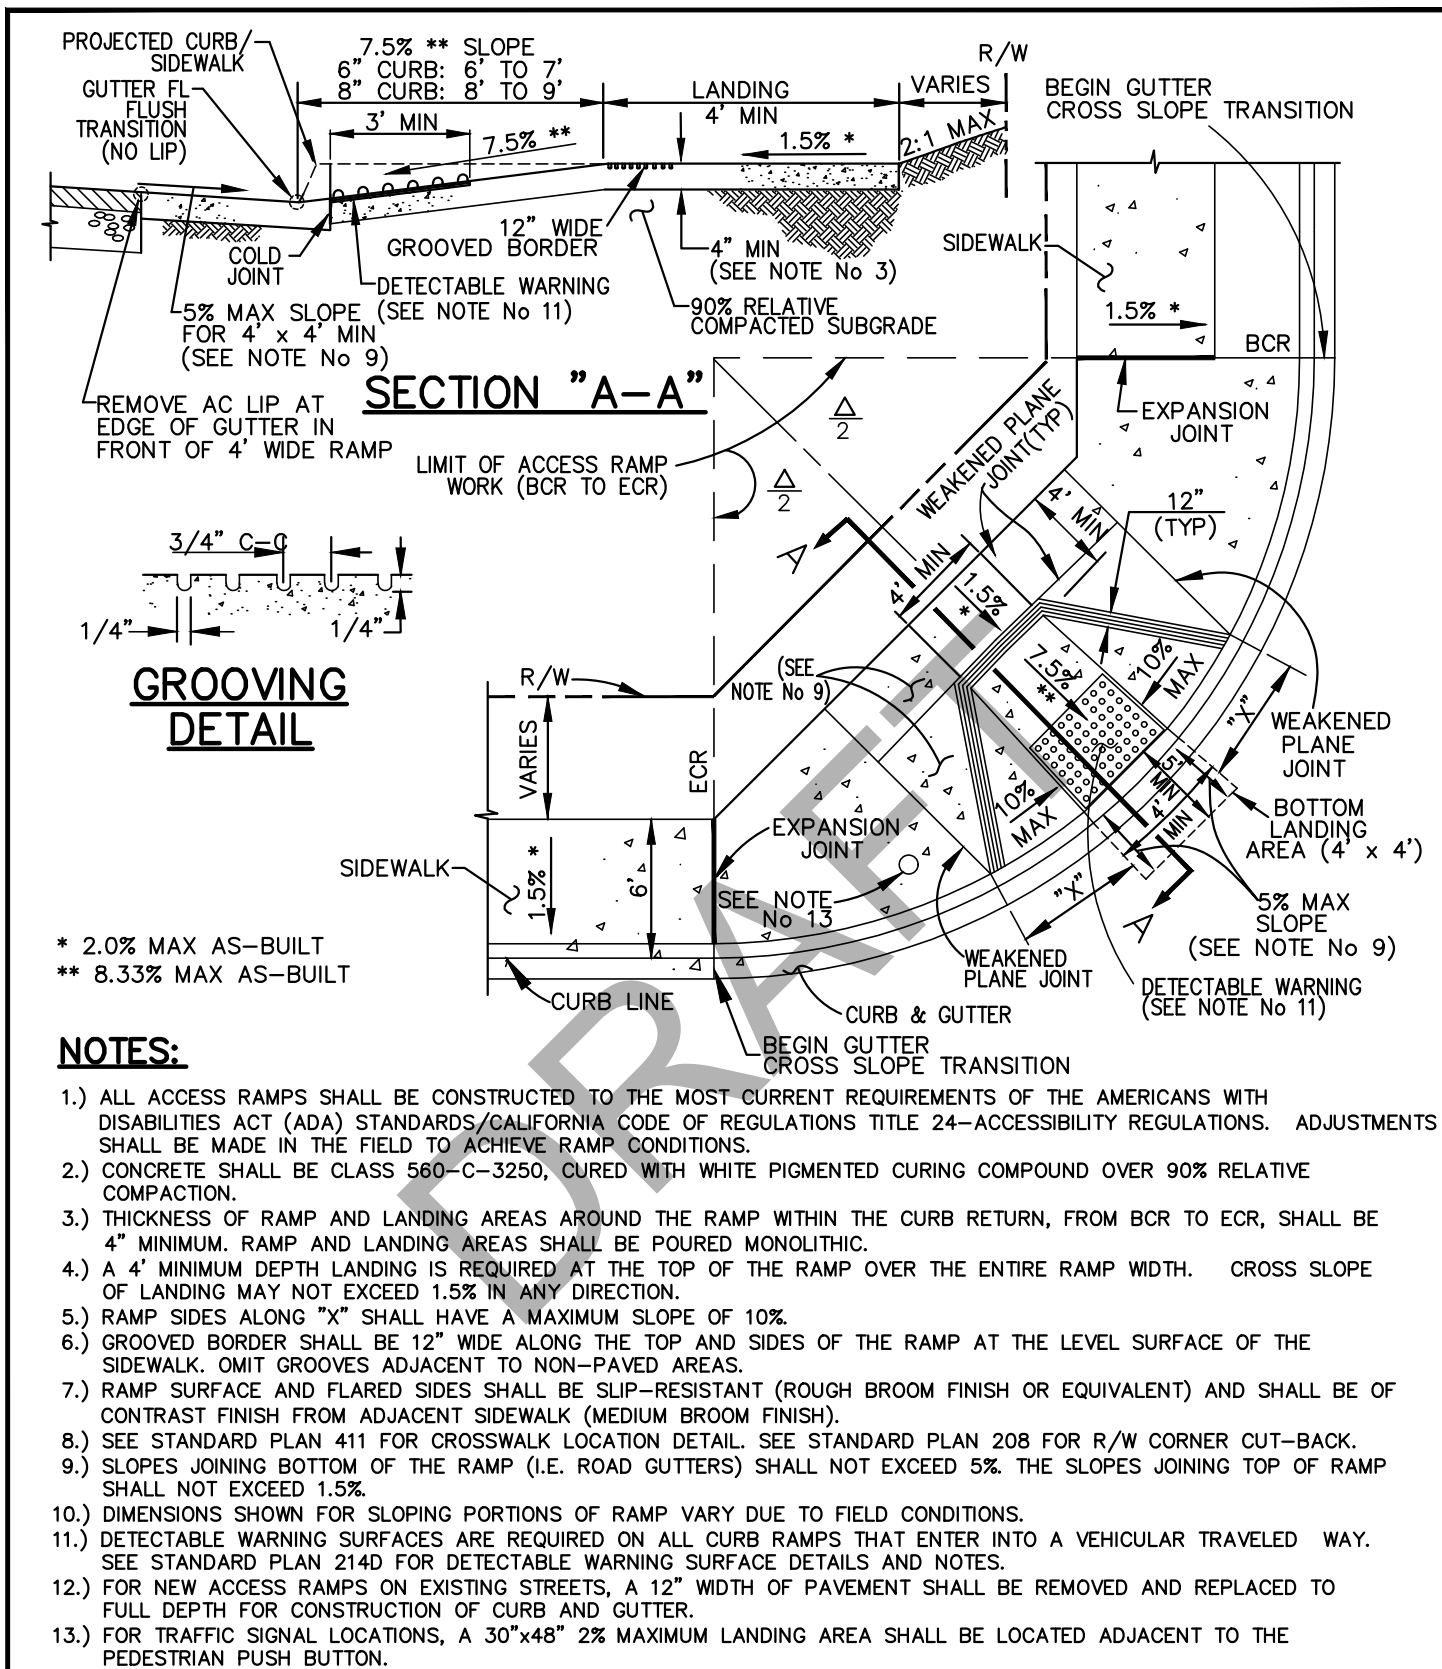 PROJECTED CURB/
SIDEWALK
GUTTER FL
FLUSH
TRANSITION
(NO LIP)
7.5% ** SLOPE
6" CURB: 6' TO 7'
8" CURB: 8' TO 9'
3' MIN
7.5% **
LANDING
4' MIN
1.5% *
VARIES
R/W
2:1 MAX
COLD
JOINT
12" WIDE
GROOVED BORDER
DETECTABLE WARNING
(SEE NOTE No 11)
4" MIN
(SEE NOTE No 3)
90% RELATIVE
COMPACTED SUBGRADE
5% MAX SLOPE
FOR 4' x 4' MIN
(SEE NOTE No 9)
REMOVE AC LIP AT
EDGE OF GUTTER IN
FRONT OF 4' WIDE RAMP
SECTION "A-A"
BEGIN GUTTER
CROSS SLOPE TRANSITION
SIDEWALK
1.5% *
BCR
EXPANSION
JOINT
WEAKENED PLANE
JOINT(TYP)
LIMIT OF ACCESS RAMP
WORK (BCR TO ECR)
Δ
2
Δ
2
A
4' MIN
4' MIN
12"
(TYP)
1.5%
*
7.5%
**
10%
MAX
10%
MAX
(SEE
NOTE No 9)
"X"
WEAKENED
PLANE
JOINT
5'
MIN
4'
MIN
BOTTOM
LANDING
AREA (4' x 4')
5% MAX
SLOPE
(SEE NOTE No 9)
"X"
A
DETECTABLE WARNING
(SEE NOTE No 11)
3/4" C-C
1/4"
1/4"
GROOVING
DETAIL
R/W
VARIES
ECR
SIDEWALK
1.5% *
6'
EXPANSION
JOINT
SEE NOTE
No 13
WEAKENED
PLANE JOINT
CURB LINE
CURB & GUTTER
BEGIN GUTTER
CROSS SLOPE TRANSITION
* 2.0% MAX AS-BUILT
** 8.33% MAX AS-BUILT
DRAFT
NOTES:
1.) ALL ACCESS RAMPS SHALL BE CONSTRUCTED TO THE MOST CURRENT REQUIREMENTS OF THE AMERICANS WITH
DISABILITIES ACT (ADA) STANDARDS/CALIFORNIA CODE OF REGULATIONS TITLE 24-ACCESSIBILITY REGULATIONS. ADJUSTMENTS
SHALL BE MADE IN THE FIELD TO ACHIEVE RAMP CONDITIONS.
2.) CONCRETE SHALL BE CLASS 560-C-3250, CURED WITH WHITE PIGMENTED CURING COMPOUND OVER 90% RELATIVE
COMPACTION.
3.) THICKNESS OF RAMP AND LANDING AREAS AROUND THE RAMP WITHIN THE CURB RETURN, FROM BCR TO ECR, SHALL BE
4" MINIMUM. RAMP AND LANDING AREAS SHALL BE POURED MONOLITHIC.
4.) A 4' MINIMUM DEPTH LANDING IS REQUIRED AT THE TOP OF THE RAMP OVER THE ENTIRE RAMP WIDTH. CROSS SLOPE
OF LANDING MAY NOT EXCEED 1.5% IN ANY DIRECTION.
5.) RAMP SIDES ALONG "X" SHALL HAVE A MAXIMUM SLOPE OF 10%.
6.) GROOVED BORDER SHALL BE 12" WIDE ALONG THE TOP AND SIDES OF THE RAMP AT THE LEVEL SURFACE OF THE
SIDEWALK. OMIT GROOVES ADJACENT TO NON-PAVED AREAS.
7.) RAMP SURFACE AND FLARED SIDES SHALL BE SLIP-RESISTANT (ROUGH BROOM FINISH OR EQUIVALENT) AND SHALL BE OF
CONTRAST FINISH FROM ADJACENT SIDEWALK (MEDIUM BROOM FINISH).
8.) SEE STANDARD PLAN 411 FOR CROSSWALK LOCATION DETAIL. SEE STANDARD PLAN 208 FOR R/W CORNER CUT-BACK.
9.) SLOPES JOINING BOTTOM OF THE RAMP (I.E. ROAD GUTTERS) SHALL NOT EXCEED 5%. THE SLOPES JOINING TOP OF RAMP
SHALL NOT EXCEED 1.5%.
10.) DIMENSIONS SHOWN FOR SLOPING PORTIONS OF RAMP VARY DUE TO FIELD CONDITIONS.
11.) DETECTABLE WARNING SURFACES ARE REQUIRED ON ALL CURB RAMPS THAT ENTER INTO A VEHICULAR TRAVELED WAY.
SEE STANDARD PLAN 214D FOR DETECTABLE WARNING SURFACE DETAILS AND NOTES.
12.) FOR NEW ACCESS RAMPS ON EXISTING STREETS, A 12" WIDTH OF PAVEMENT SHALL BE REMOVED AND REPLACED TO
FULL DEPTH FOR CONSTRUCTION OF CURB AND GUTTER.
13.) FOR TRAFFIC SIGNAL LOCATIONS, A 30"x48" 2% MAXIMUM LANDING AREA SHALL BE LOCATED ADJACENT TO THE
PEDESTRIAN PUSH BUTTON.